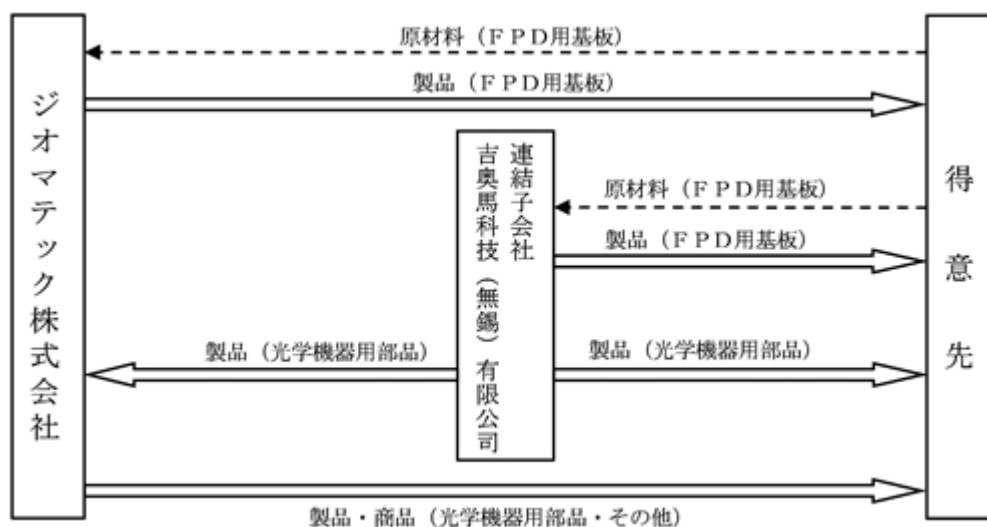 ジオマテック株式会社
原材料(FPD用基板)
製品(FPD用基板)
連結子会社
吉奥馬科技(無錫)有限公司
原材料(FPD用基板)
製品(FPD用基板)
製品(光学機器用部品)
製品(光学機器用部品)
製品・商品(光学機器用部品・その他)
得意先